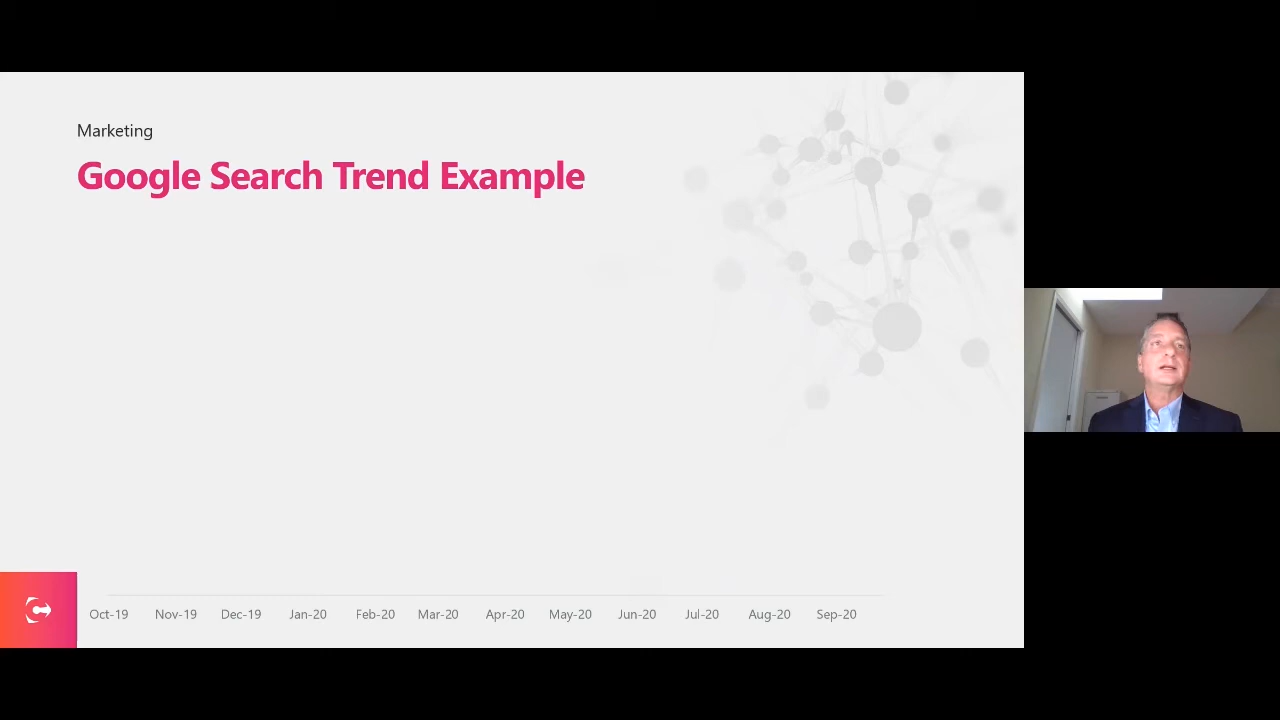 Marketing
Google Search Trend Example
Oct-19 Nov-19 Dec-19 Jan-20 Feb-20 Mar-20 Apr-20 May-20 Jun-20 Jul-20 Aug-20 Sep-20